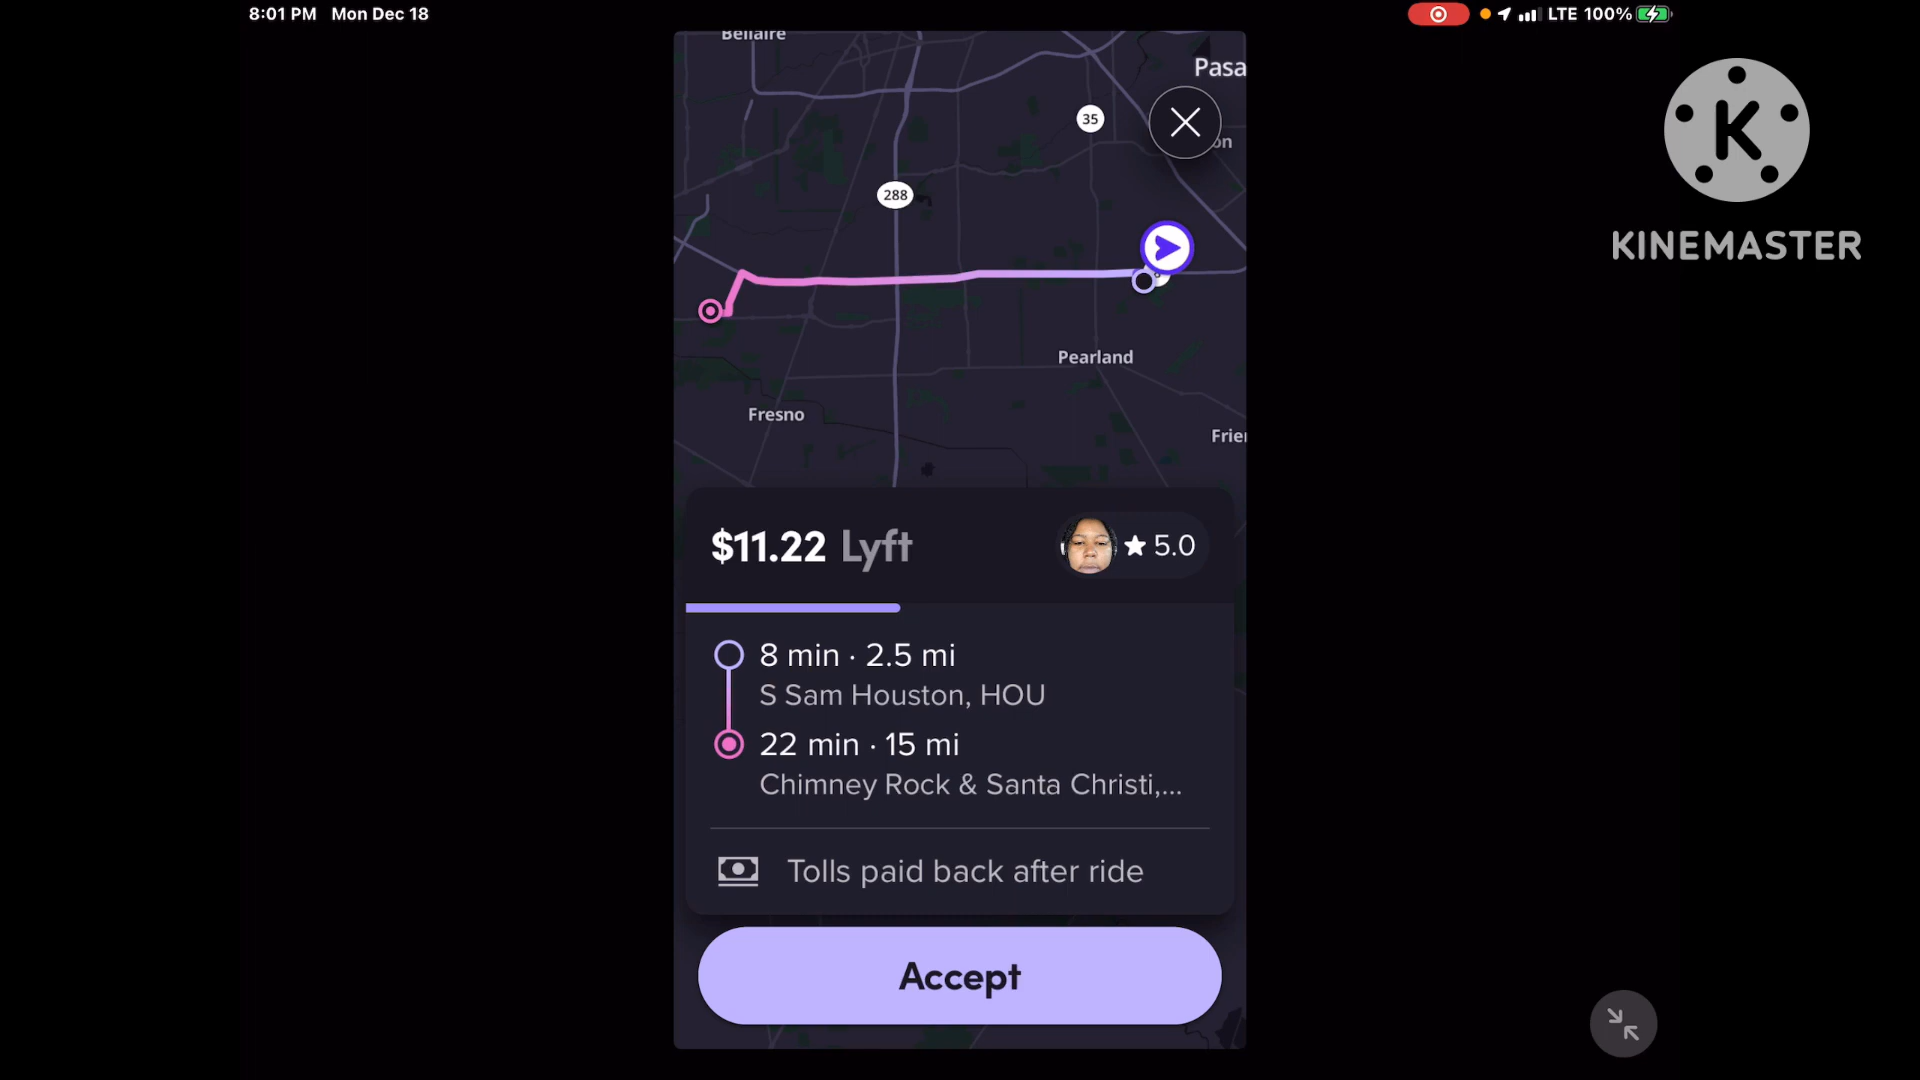 8:01 PM Mon Dec 18
LTE 100%
Bellaire
Pasa
35
on
288
Pearland
Fresno
Frien
KINEMASTER
$11.22 Lyft
5.0
8 min · 2.5 mi
S Sam Houston, HOU
22 min · 15 mi
Chimney Rock & Santa Christi,...
Tolls paid back after ride
Accept